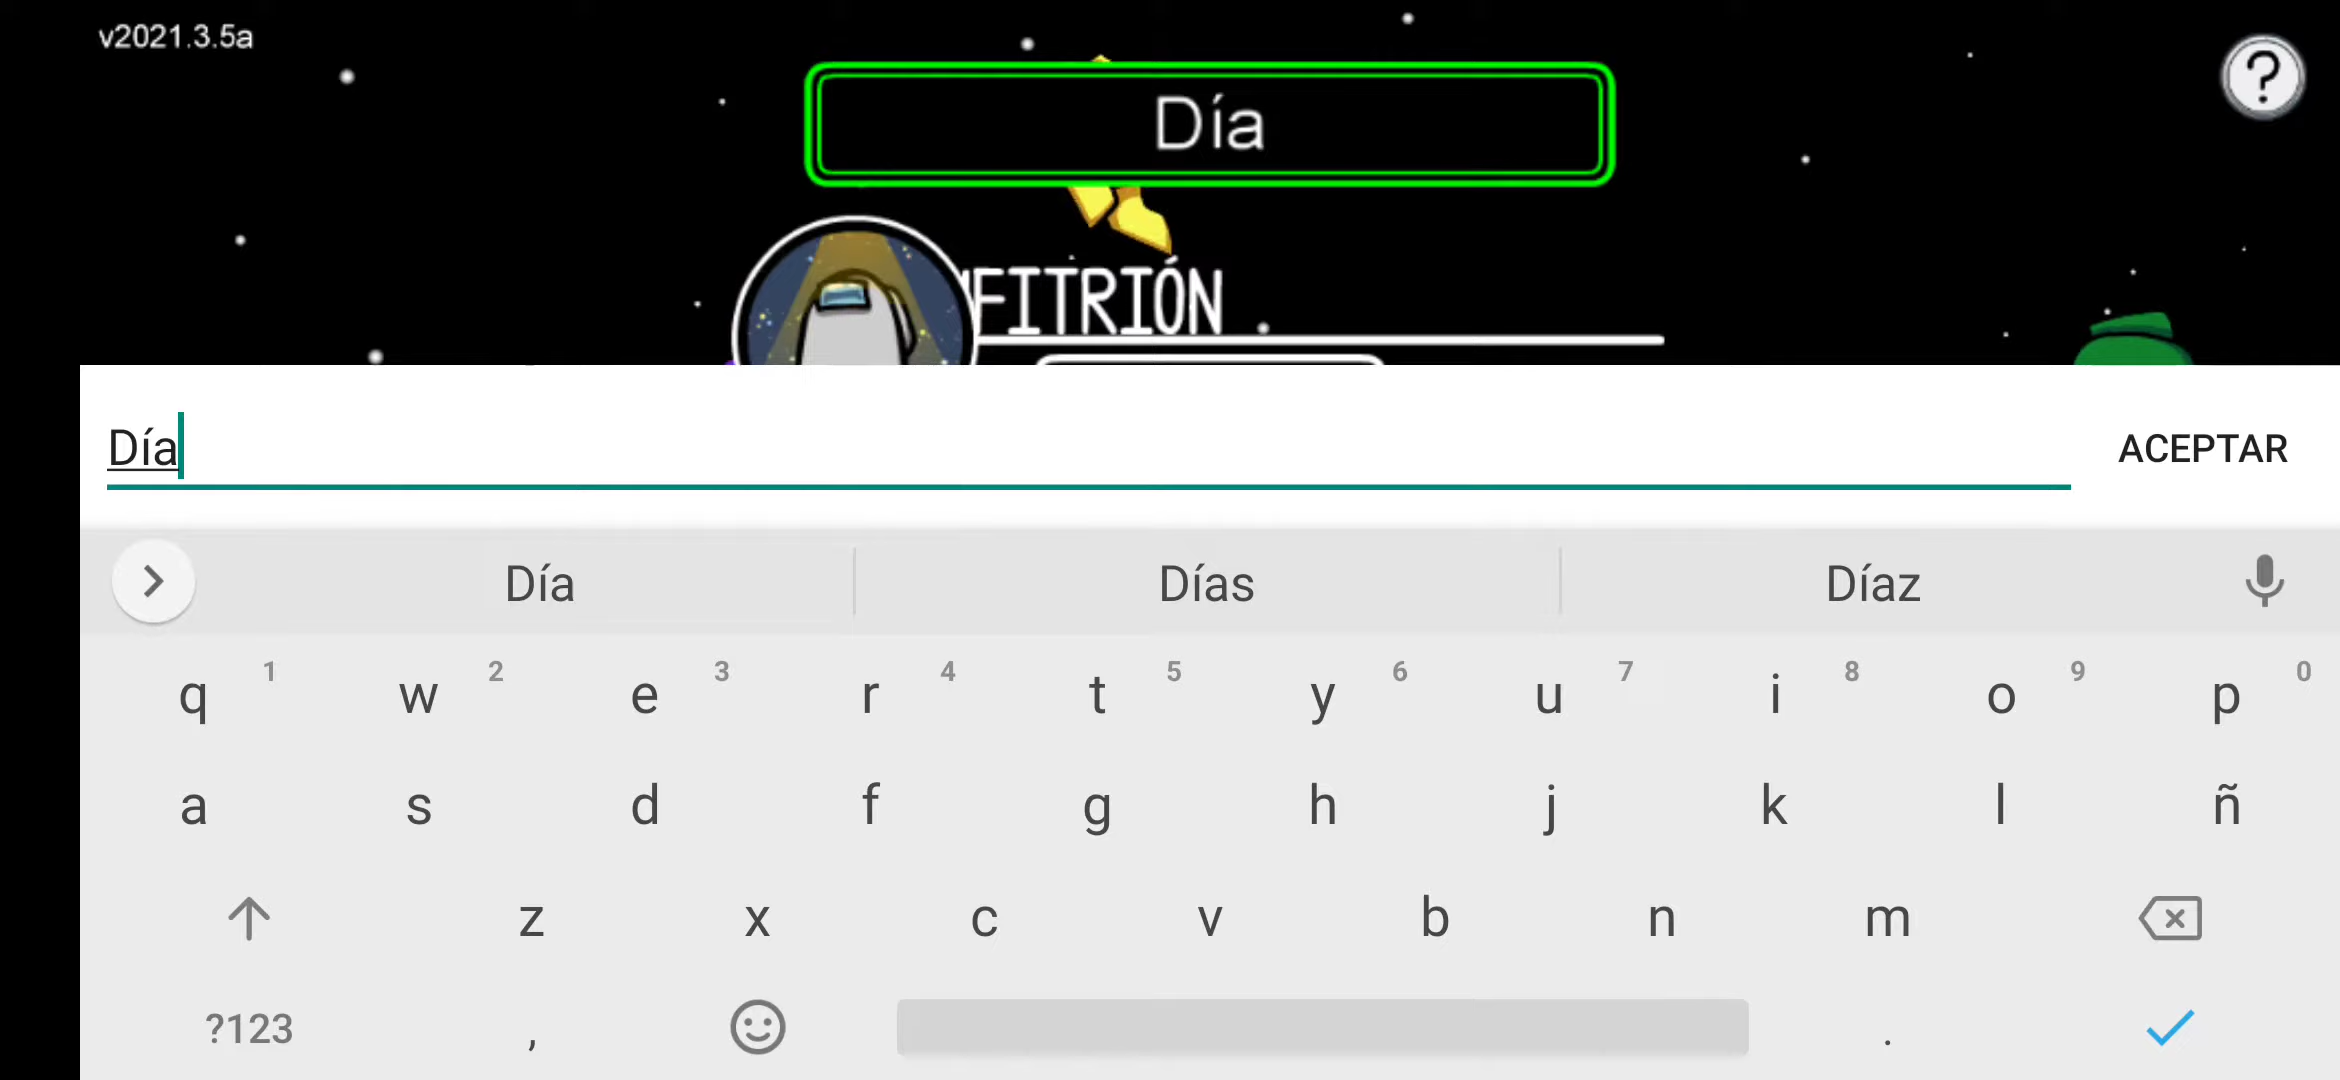 v2021.3.5a
?
Día
FITRIÓN
Día
ACEPTAR
Día Días Díaz
q 1 w 2 e 3 r 4 t 5 y 6 u 7 i 8 o 9 p 0
a s d f g h j k l ñ
z x c v b n m
?123 , .